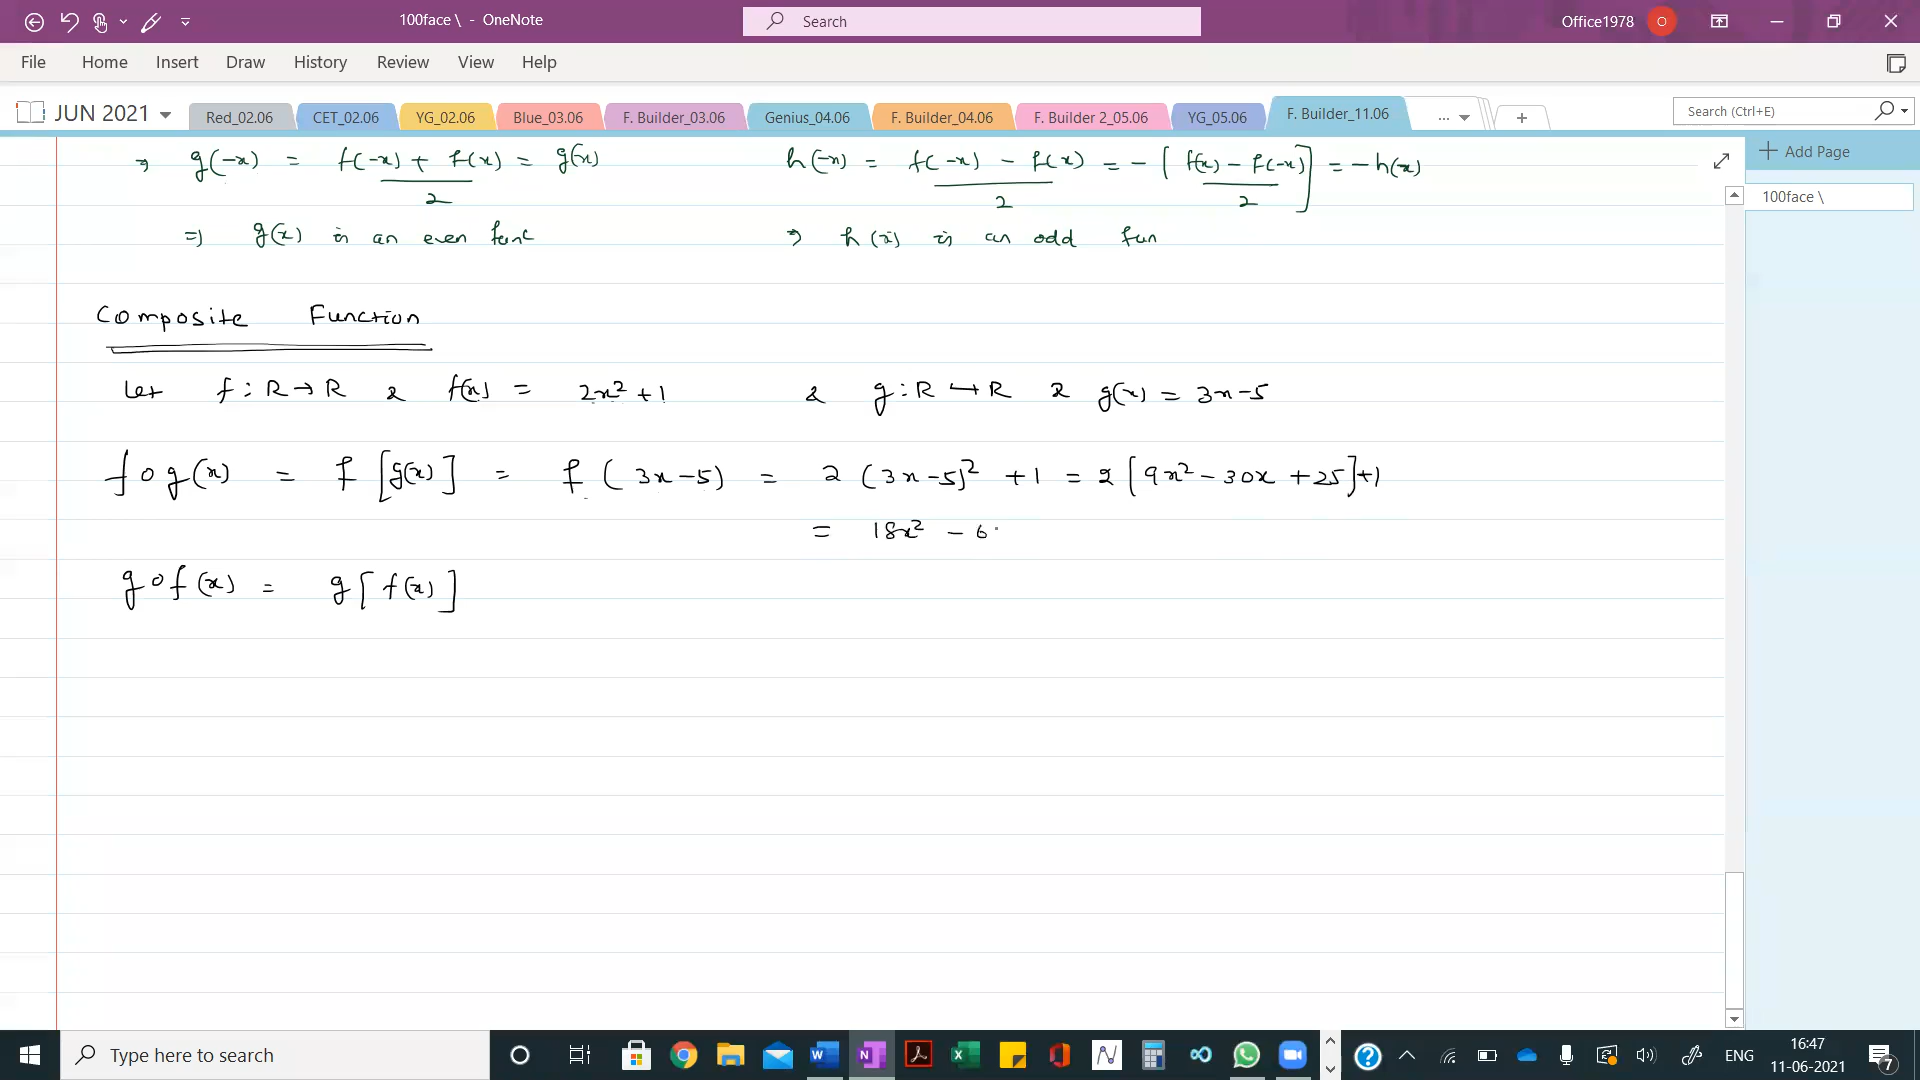 100face \ - OneNote
Search
Office1978
O
File Home Insert Draw History Review View Help
JUN 2021
Red_02.06 CET_02.06 YG_02.06 Blue_03.06 F. Builder_03.06 Genius_04.06 F. Builder_04.06 F. Builder 2_05.06 YG_05.06 F. Builder_11.06 ... +
Search (Ctrl+E)
+ Add Page
100face \
⇒ g(-x) = f(-x) + f(x) / 2 = g(x)
h(-x) = f(-x) - f(x) / 2 = - [ f(x) - f(-x) / 2 ] = - h(x)
⇒ g(x) is an even func
⇒ h(x) is an odd fun
Composite Function
Let f : R → R & f(x) = 2x² + 1 & g : R → R & g(x) = 3x - 5
f o g(x) = f [g(x)] = f ( 3x - 5) = 2 (3x - 5)² + 1 = 2 [9x² - 30x + 25] + 1
= 18x² - 6
g o f (x) = g [ f(x) ]
Type here to search
ENG
16:47
11-06-2021
7